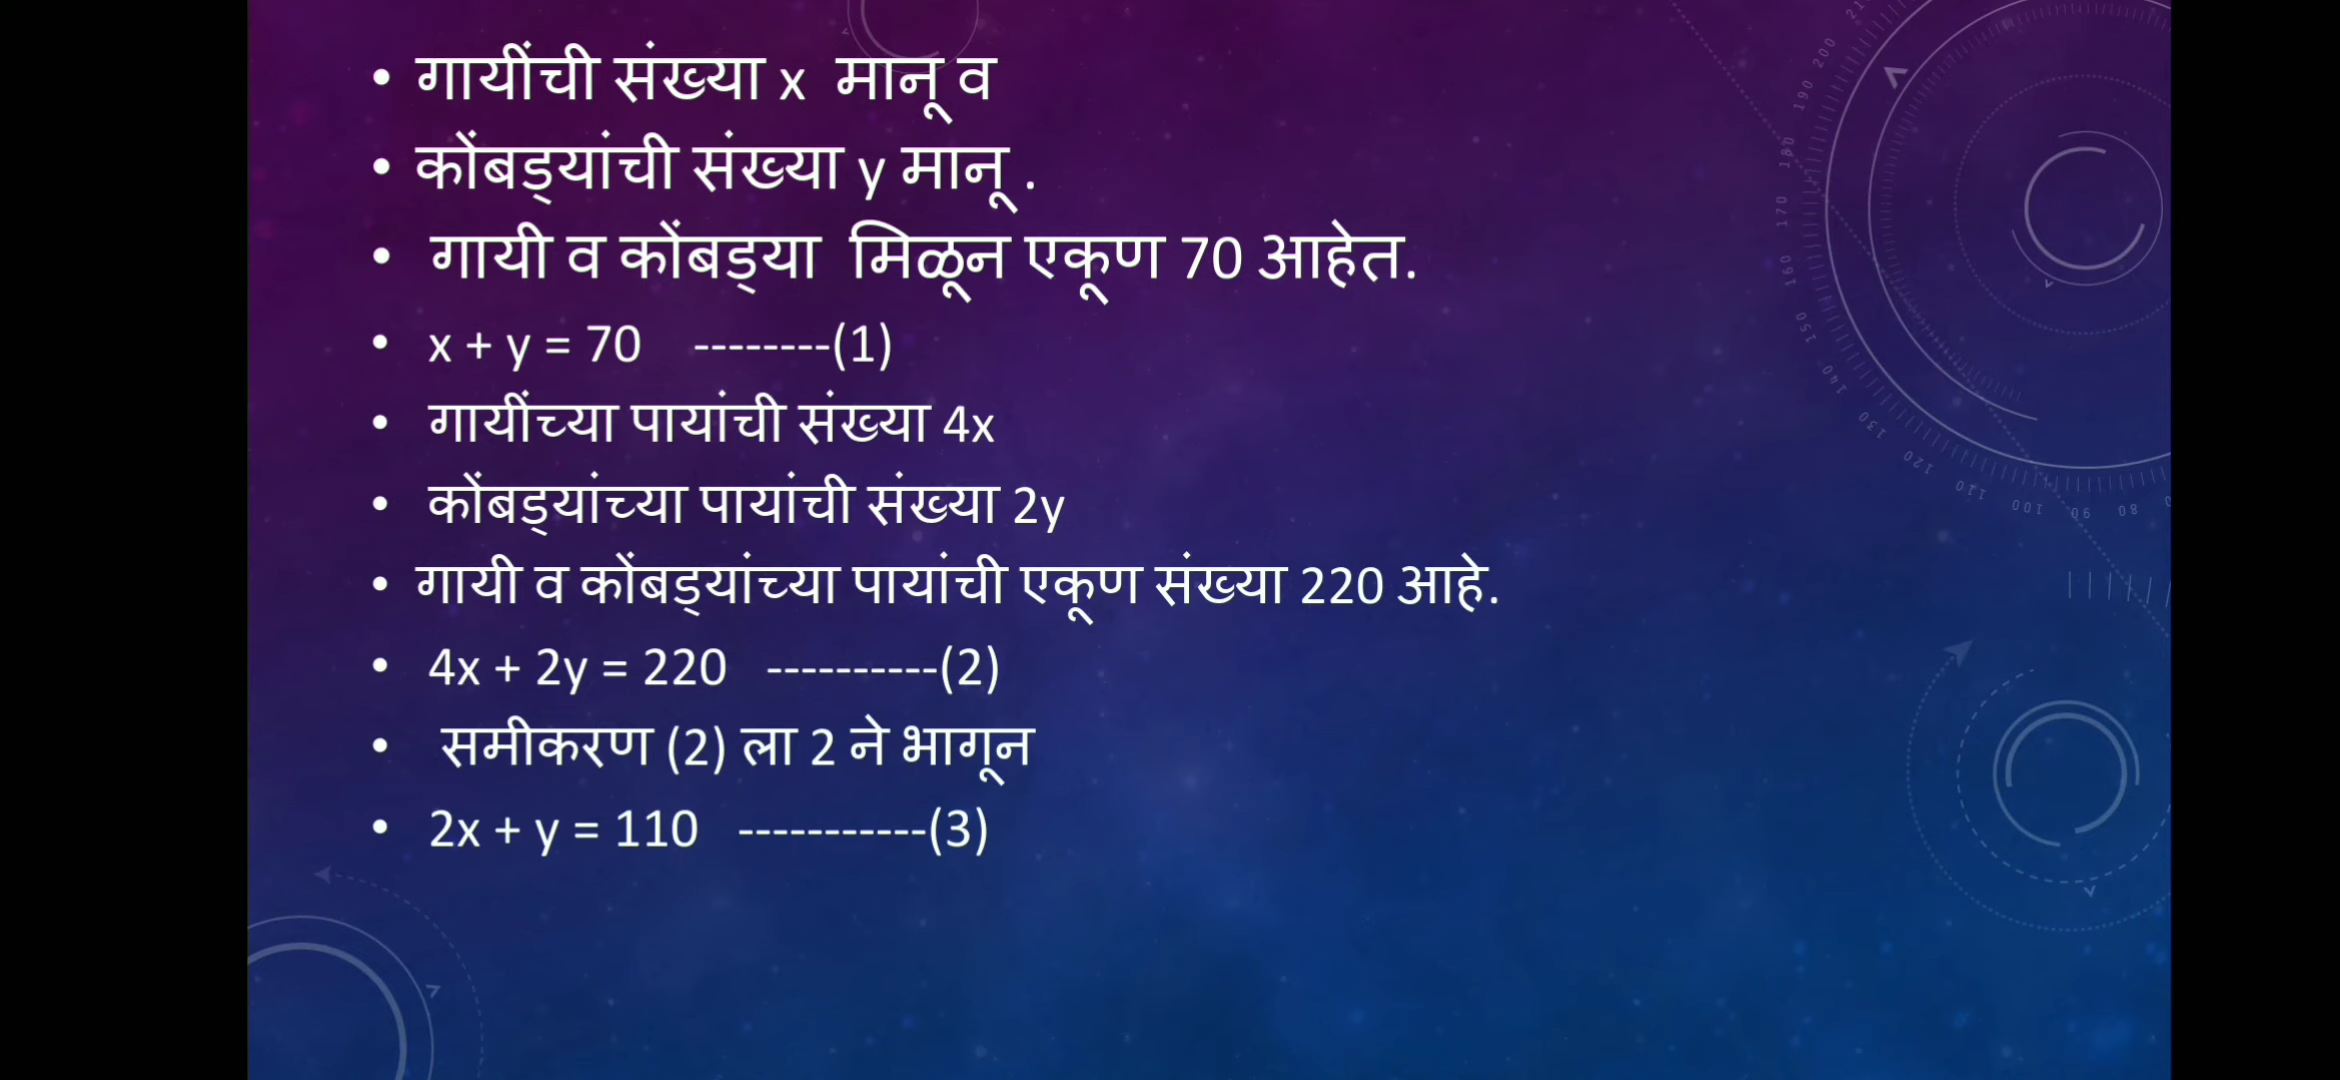 • गायींची संख्या x मानू व
• कोंबड्यांची संख्या y मानू .
• गायी व कोंबड्या मिळून एकूण 70 आहेत.
• x + y = 70 --------(1)
• गायींच्या पायांची संख्या 4x
• कोंबड्यांच्या पायांची संख्या 2y
• गायी व कोंबड्यांच्या पायांची एकूण संख्या 220 आहे.
• 4x + 2y = 220 ----------(2)
• समीकरण (2) ला 2 ने भागून
• 2x + y = 110 -----------(3)